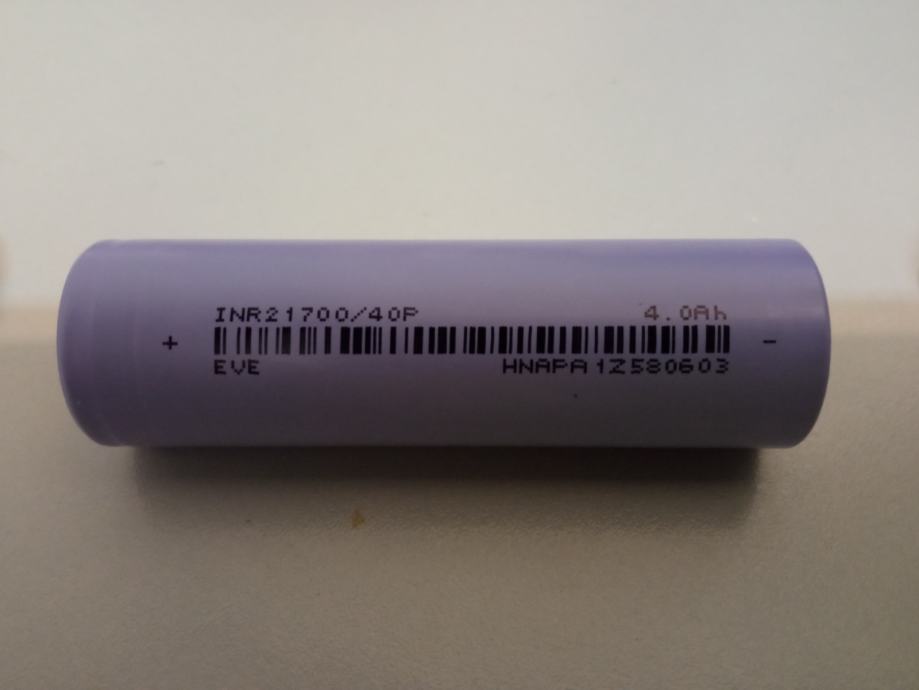 INR21700/40P 4.0Ah
+ -
EVE HNAPA1Z580603